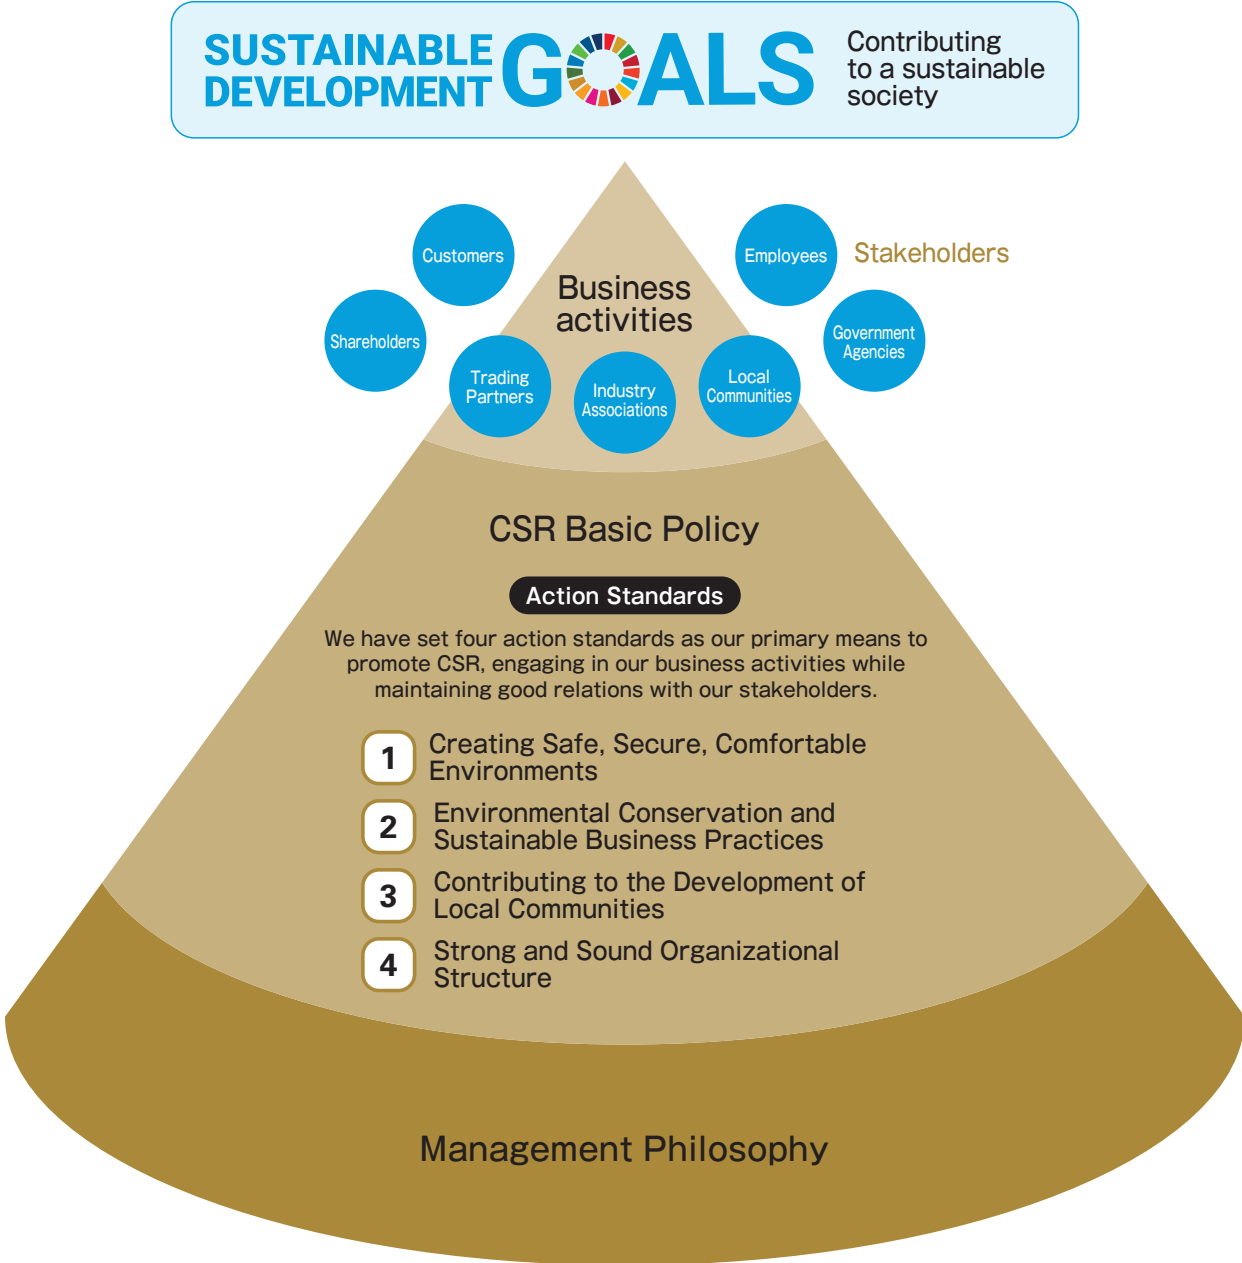 SUSTAINABLE
DEVELOPMENT
GOALS
Contributing
to a sustainable
society
Customers
Employees
Stakeholders
Shareholders
Business
activities
Government
Agencies
Trading
Partners
Industry
Associations
Local
Communities
CSR Basic Policy
Action Standards
We have set four action standards as our primary means to
promote CSR, engaging in our business activities while
maintaining good relations with our stakeholders.
1 Creating Safe, Secure, Comfortable
Environments
2 Environmental Conservation and
Sustainable Business Practices
3 Contributing to the Development of
Local Communities
4 Strong and Sound Organizational
Structure
Management Philosophy